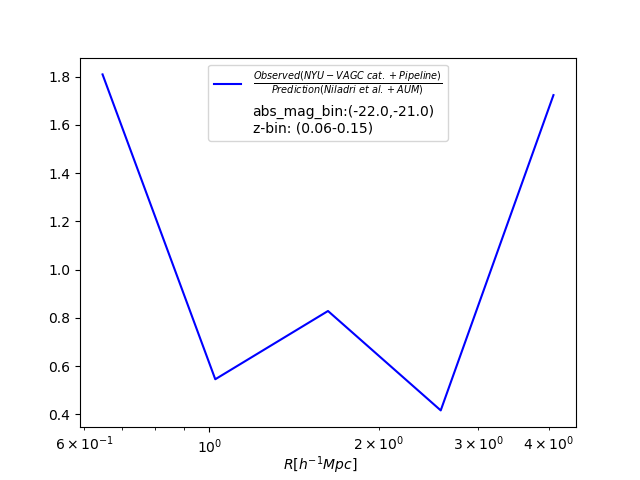 Observed(NYU − VAGC cat. + Pipeline)
Prediction(Niladri et al. + AUM)
abs_mag_bin:(-22.0,-21.0)
z-bin: (0.06-0.15)
1.8
1.6
1.4
1.2
1.0
0.8
0.6
0.4
6 × 10⁻¹ 10⁰ 2 × 10⁰ 3 × 10⁰ 4 × 10⁰
R[h⁻¹Mpc]